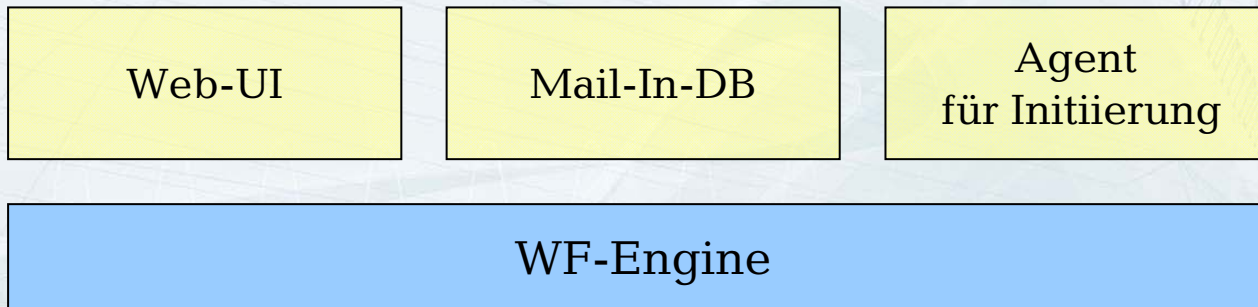 Web-UI
Mail-In-DB
Agent
für Initiierung
WF-Engine